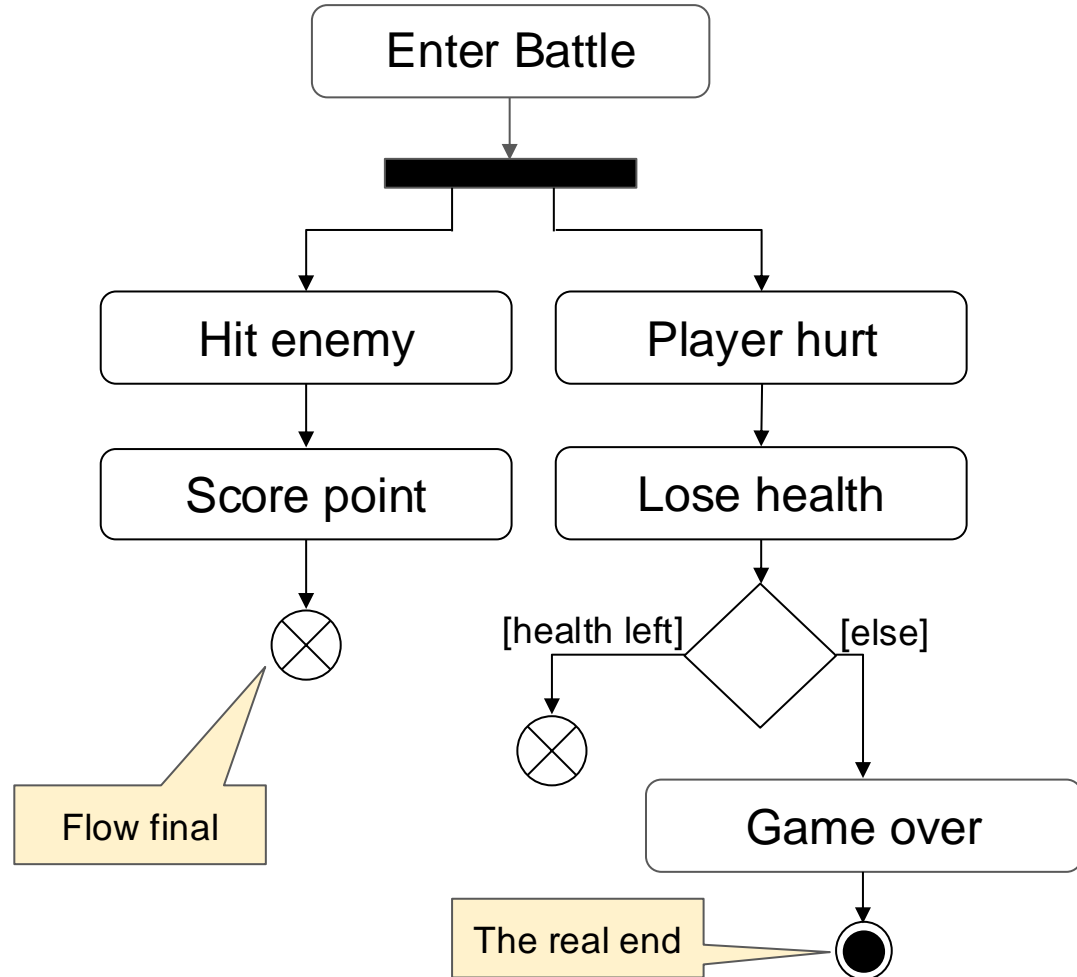 Enter Battle
Hit enemy
Player hurt
Score point
Lose health
[health left]
[else]
Flow final
Game over
The real end